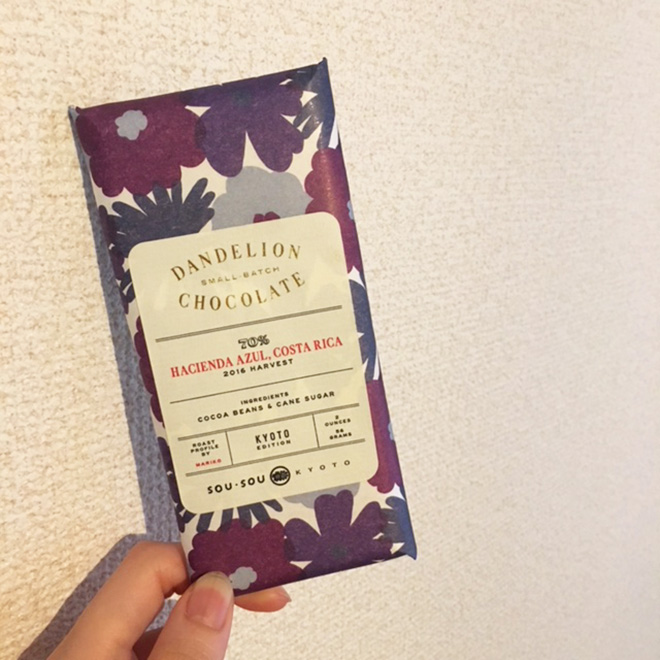 DANDELION
SMALL-BATCH
CHOCOLATE
70%
HACIENDA AZUL, COSTA RICA
2016 HARVEST
INGREDIENTS
COCOA BEANS & CANE SUGAR
ROAST
PROFILE
BY
MARIKO
KYOTO
EDITION
2
OUNCES
56
GRAMS
SOU·SOU KYOTO